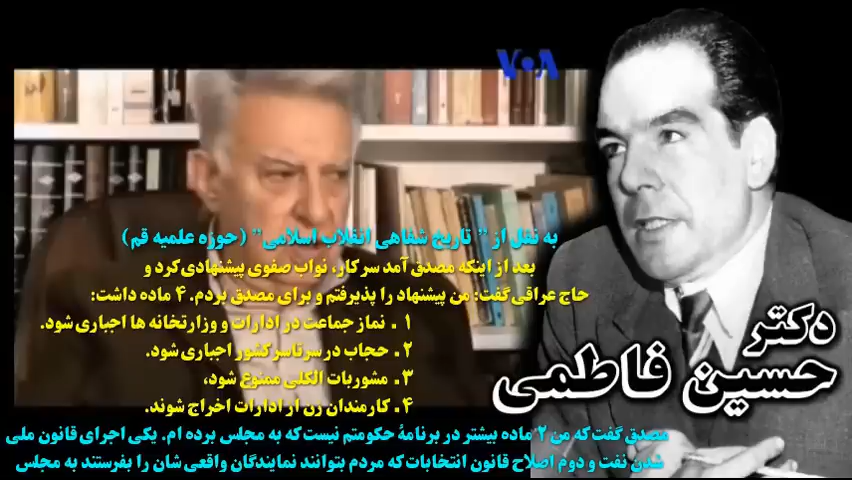 VOA
به نقل از " تاریخ شفاهی انقلاب اسلامی" (حوزه علمیه قم)
بعد از اینکه مصدق آمد سر کار، نواب صفوی پیشنهادی کرد و
حاج عراقی گفت: من پیشنهاد را پذیرفتم و برای مصدق بردم. ۴ ماده داشت:
۱ . نماز جماعت در ادارات و وزارتخانه ها اجباری شود.
۲ . حجاب در سرتاسر کشور اجباری شود.
۳ . مشوربات الکلی ممنوع شود،
۴ . کارمندان زن از ادارات اخراج شوند.
مصدق گفت که من ۲ ماده بیشتر در برنامهٔ حکومتم نیست که به مجلس برده ام. یکی اجرای قانون ملی
شدن نفت و دوم اصلاح قانون انتخابات که مردم بتوانند نمایندگان واقعی شان را بفرستند به مجلس
دکتر
حسین فاطمی